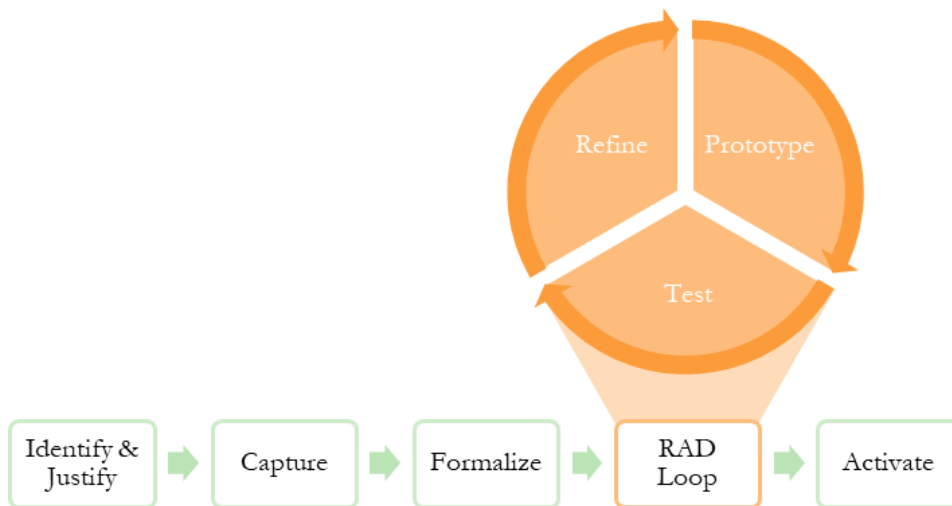 Refine
Prototype
Test
Identify &
Justify
Capture
Formalize
RAD
Loop
Activate